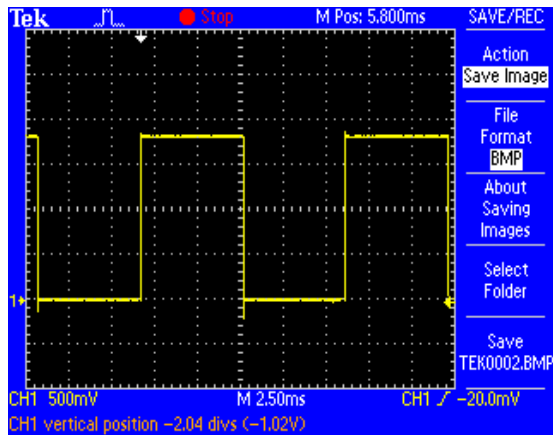 Tek Stop M Pos: 5.800ms SAVE/REC
Action
Save Image
File
Format
BMP
About
Saving
Images
Select
Folder
1
Save
TEK0002.BMP
CH1 500mV M 2.50ms CH1 -20.0mV
CH1 vertical position -2.04 divs (-1.02V)